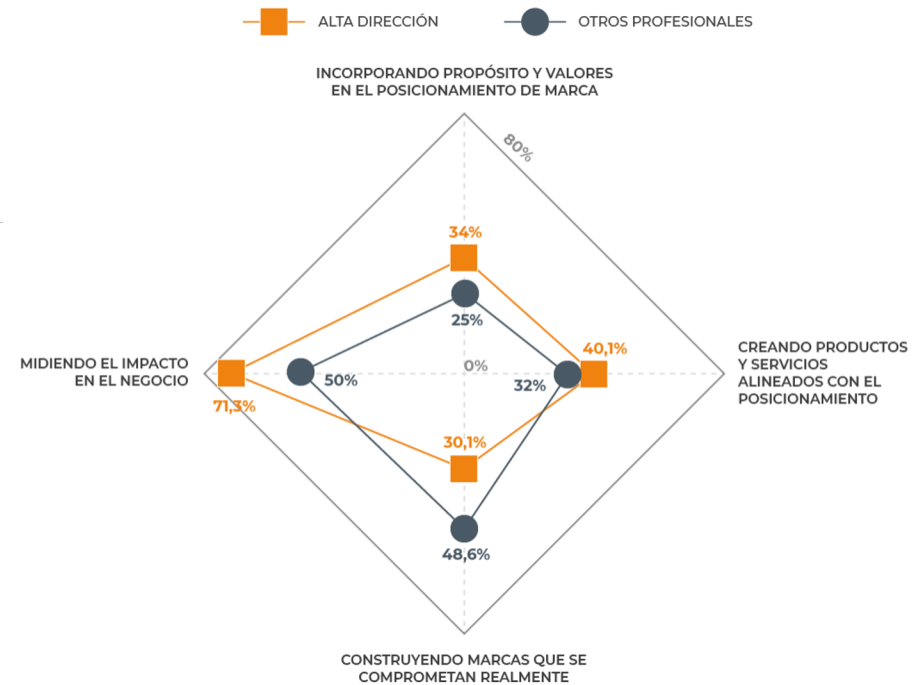 ALTA DIRECCIÓN
OTROS PROFESIONALES
INCORPORANDO PROPÓSITO Y VALORES
EN EL POSICIONAMIENTO DE MARCA
80%
34%
25%
0%
40,1%
32%
CREANDO PRODUCTOS
Y SERVICIOS
ALINEADOS CON EL
POSICIONAMIENTO
MIDIENDO EL IMPACTO
EN EL NEGOCIO
50%
71,3%
30,1%
48,6%
CONSTRUYENDO MARCAS QUE SE
COMPROMETAN REALMENTE